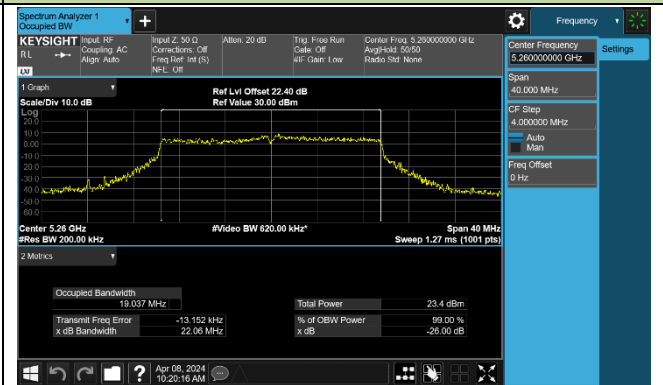 Spectrum Analyzer 1
Occupied BW
+
Frequency
KEYSIGHT
RL
LXI
Input: RF
Coupling: AC
Align: Auto
Input Z: 50 Ω
Corrections: Off
Freq Ref: Int (S)
NFE: Off
Atten: 20 dB
Trig: Free Run
Gate: Off
#IF Gain: Low
Center Freq: 5.260000000 GHz
Avg|Hold: 50/50
Radio Std: None
Center Frequency
5.260000000 GHz
Settings
Span
40.000 MHz
CF Step
4.000000 MHz
Auto
Man
Freq Offset
0 Hz
1 Graph
Scale/Div 10.0 dB
Ref Lvl Offset 22.40 dB
Ref Value 30.00 dBm
Log
20.0
10.0
0.00
-10.0
-20.0
-30.0
-40.0
-50.0
-60.0
Center 5.26 GHz
#Res BW 200.00 kHz
#Video BW 620.00 kHz*
Span 40 MHz
Sweep 1.27 ms (1001 pts)
2 Metrics
Occupied Bandwidth
19.037 MHz
Total Power 23.4 dBm
Transmit Freq Error -13.152 kHz
% of OBW Power 99.00 %
x dB Bandwidth 22.06 MHz
x dB -26.00 dB
?
Apr 08, 2024
10:20:16 AM